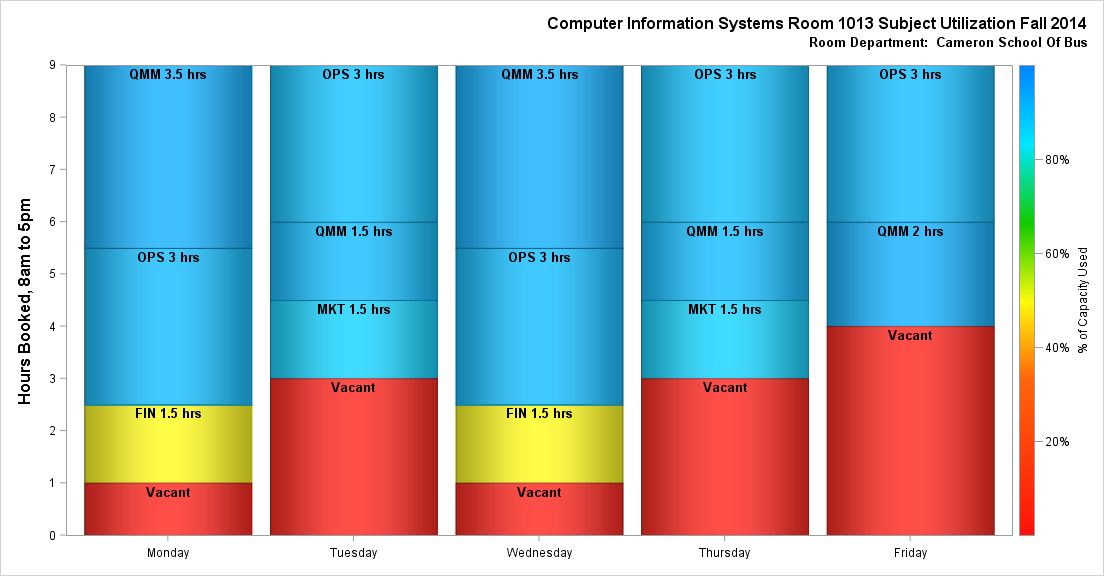 Computer Information Systems Room 1013 Subject Utilization Fall 2014
Room Department:  Cameron School Of Bus
Hours Booked, 8am to 5pm
9
8
7
6
5
4
3
2
1
0
QMM 3.5 hrs
OPS 3 hrs
FIN 1.5 hrs
Vacant
OPS 3 hrs
QMM 1.5 hrs
MKT 1.5 hrs
Vacant
QMM 3.5 hrs
OPS 3 hrs
FIN 1.5 hrs
Vacant
OPS 3 hrs
QMM 1.5 hrs
MKT 1.5 hrs
Vacant
OPS 3 hrs
QMM 2 hrs
Vacant
Monday
Tuesday
Wednesday
Thursday
Friday
80%
60%
40%
20%
% of Capacity Used